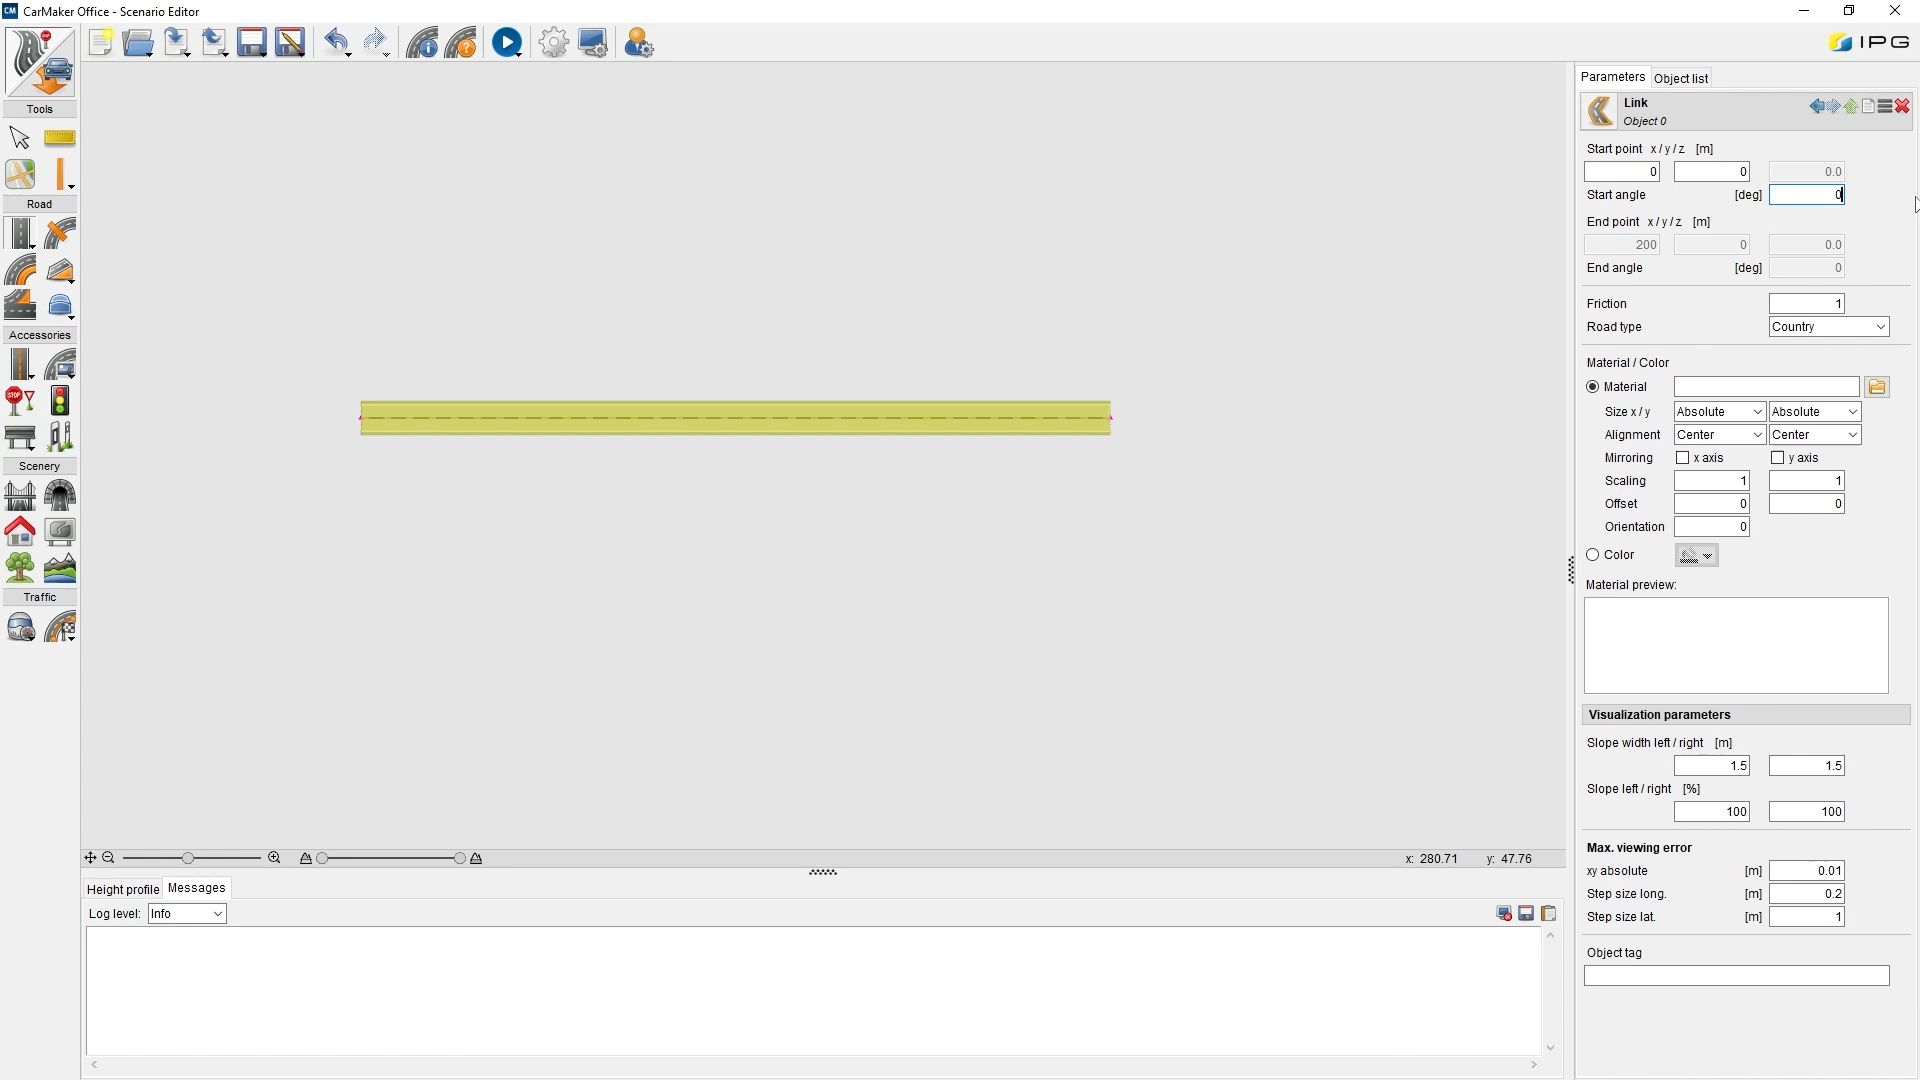 CM CarMaker Office - Scenario Editor
IPG
Tools
Road
Accessories
STOP
Scenery
Traffic
x: 280.71 y: 47.76
Height profile Messages
Log level: Info
Parameters Object list
Link
Object 0
Start point x / y / z [m]
0 0 0.0
Start angle [deg] 0
End point x / y / z [m]
200 0 0.0
End angle [deg] 0
Friction 1
Road type Country
Material / Color
Material
Size x / y Absolute Absolute
Alignment Center Center
Mirroring x axis y axis
Scaling 1 1
Offset 0 0
Orientation 0
Color
Material preview:
Visualization parameters
Slope width left / right [m]
1.5 1.5
Slope left / right [%]
100 100
Max. viewing error
xy absolute [m] 0.01
Step size long. [m] 0.2
Step size lat. [m] 1
Object tag